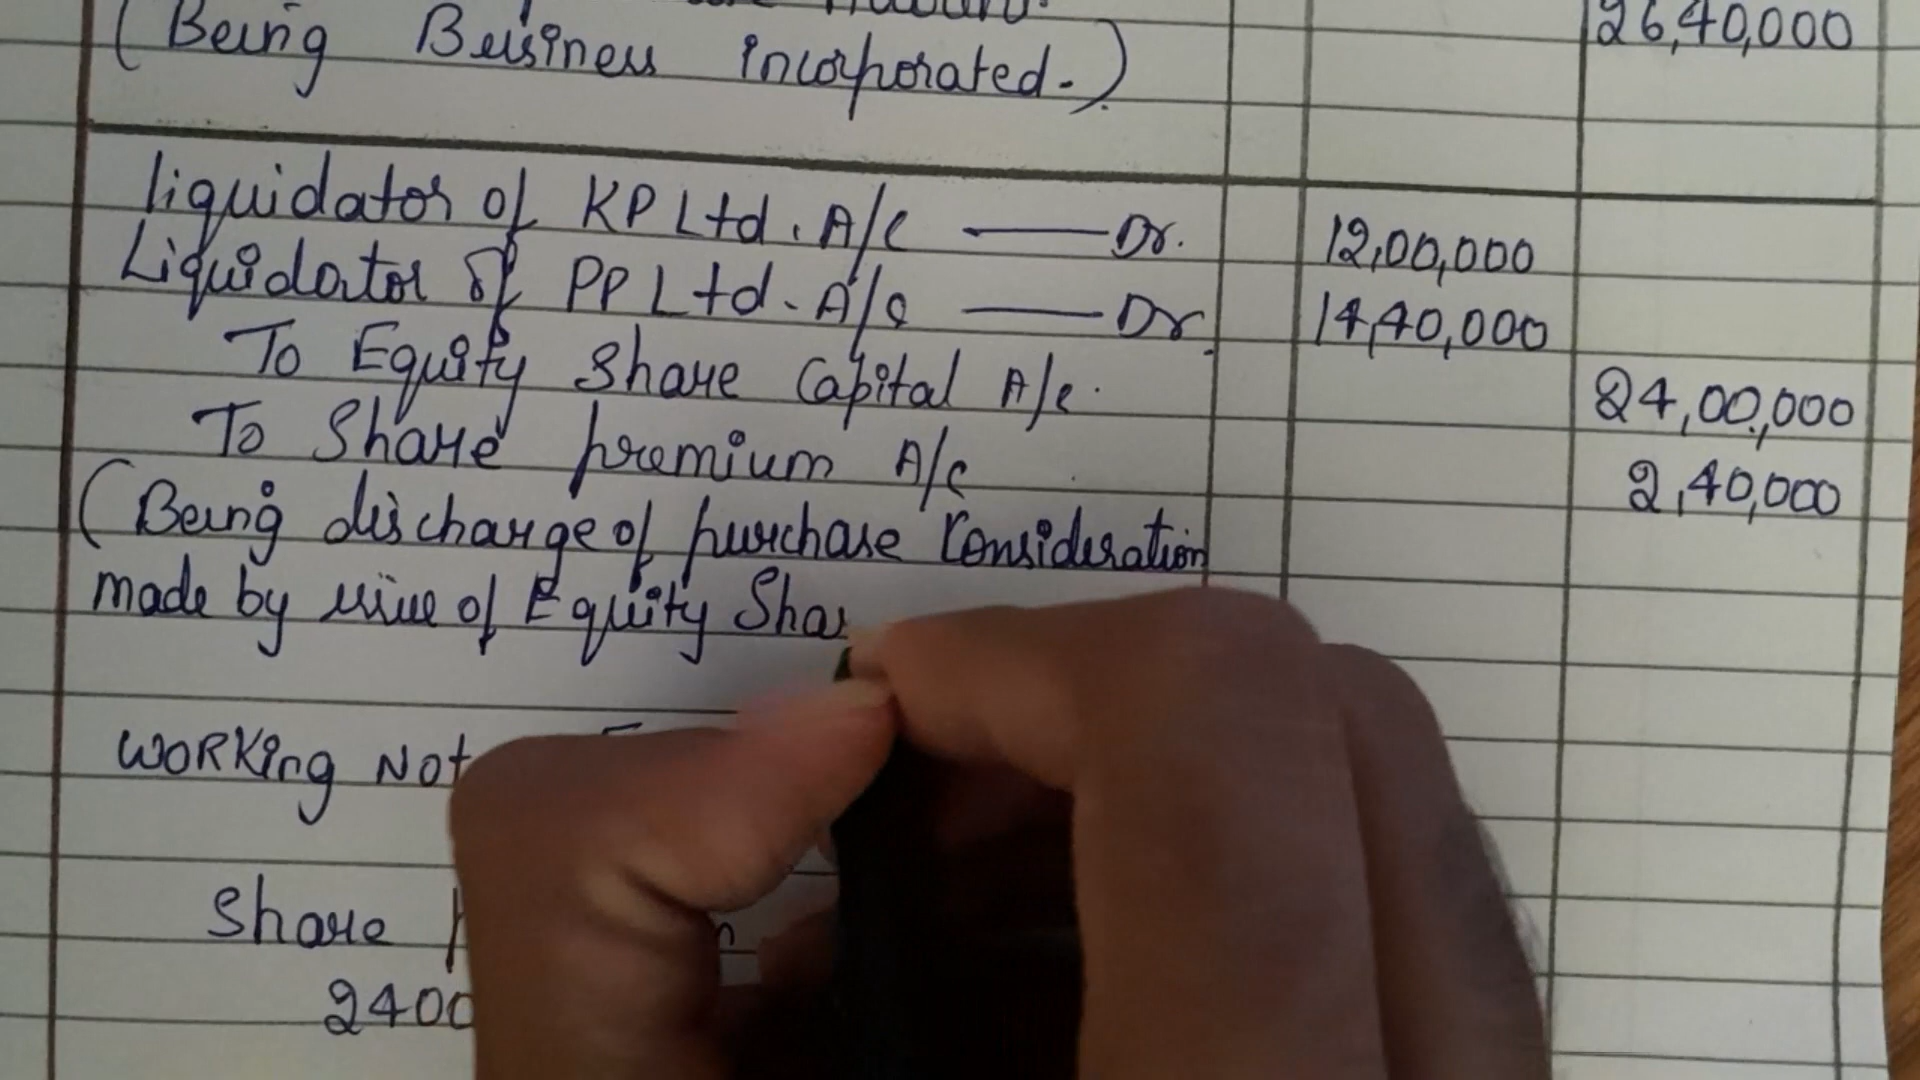 26,40,000
(Being Business incorporated.)
liquidator of KP Ltd. A/c —— Dr. 12,00,000
Liquidator of PP Ltd. A/c —— Dr. 14,40,000
To Equity Share Capital A/c. 24,00,000
To Share premium A/c 2,40,000
(Being discharge of purchase Consideration
made by of Equity Shar
WORKing Not
Share
2400